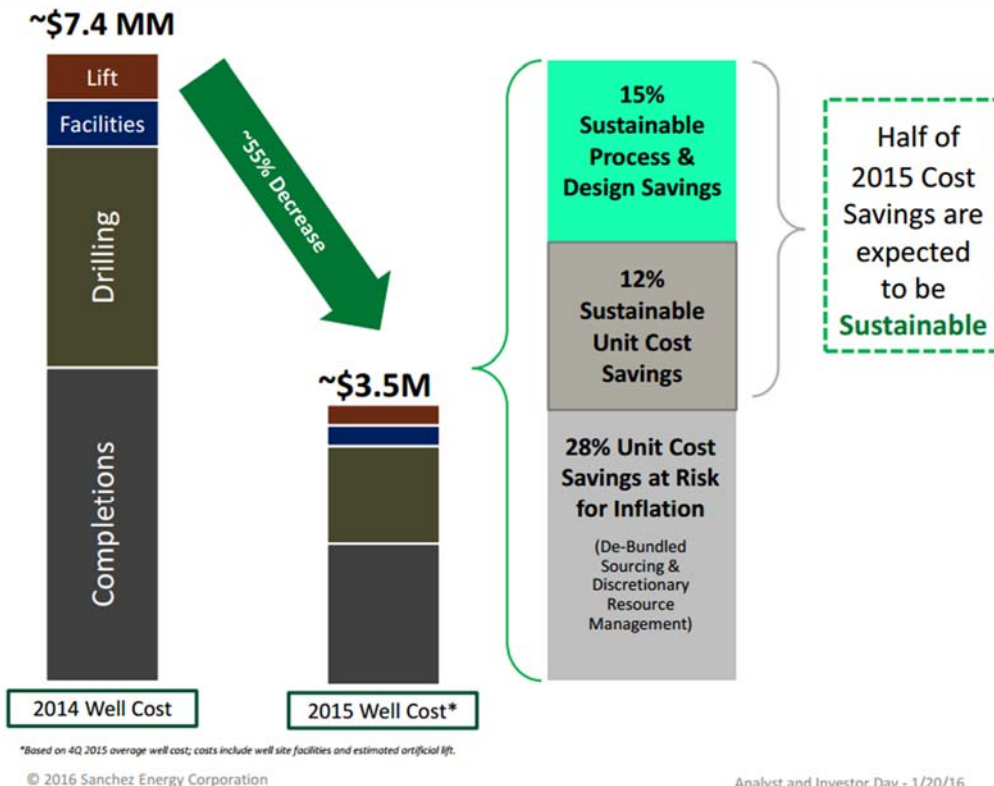 ~$7.4 MM
Lift
Facilities
Drilling
Completions
2014 Well Cost
~55% Decrease
~$3.5M
2015 Well Cost*
15%
Sustainable
Process &
Design Savings
12%
Sustainable
Unit Cost
Savings
28% Unit Cost
Savings at Risk
for Inflation
(De-Bundled
Sourcing &
Discretionary
Resource
Management)
Half of
2015 Cost
Savings are
expected
to be
Sustainable
*Based on 4Q 2015 average well cost; costs include well site facilities and estimated artificial lift.
© 2016 Sanchez Energy Corporation
Analyst and Investor Day - 1/20/16